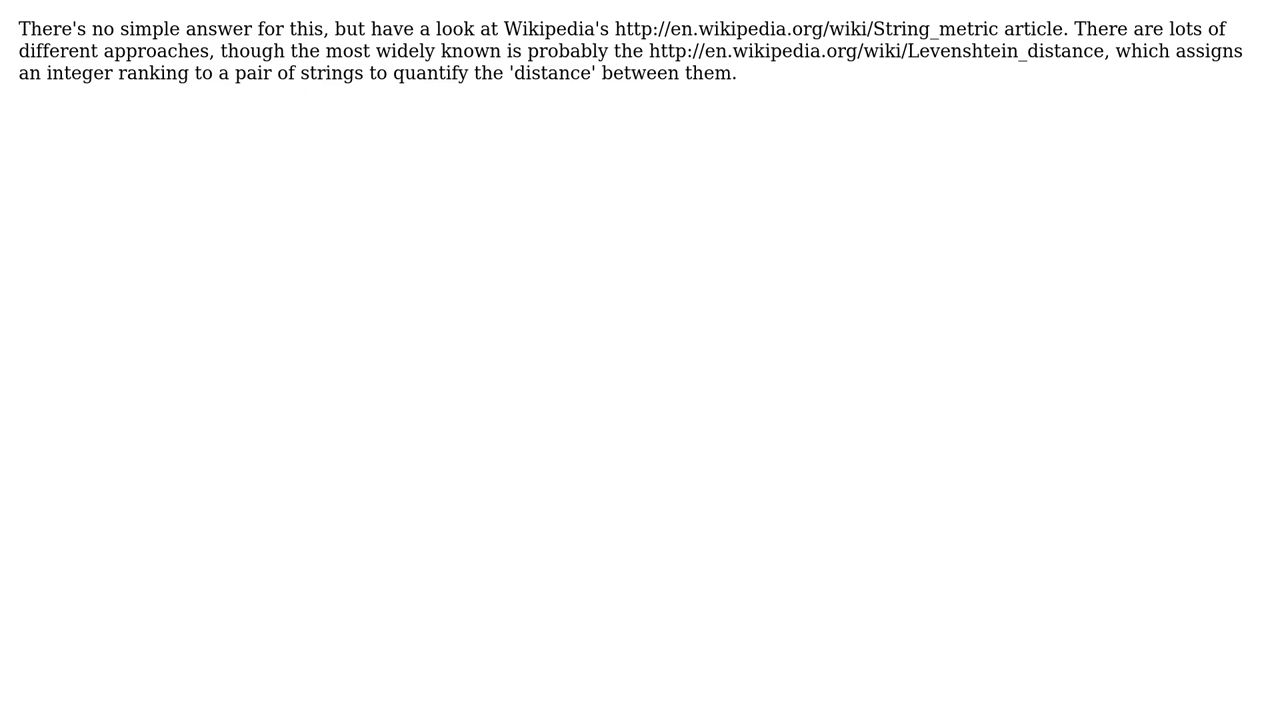 There's no simple answer for this, but have a look at Wikipedia's http://en.wikipedia.org/wiki/String_metric article. There are lots of
different approaches, though the most widely known is probably the http://en.wikipedia.org/wiki/Levenshtein_distance, which assigns
an integer ranking to a pair of strings to quantify the 'distance' between them.